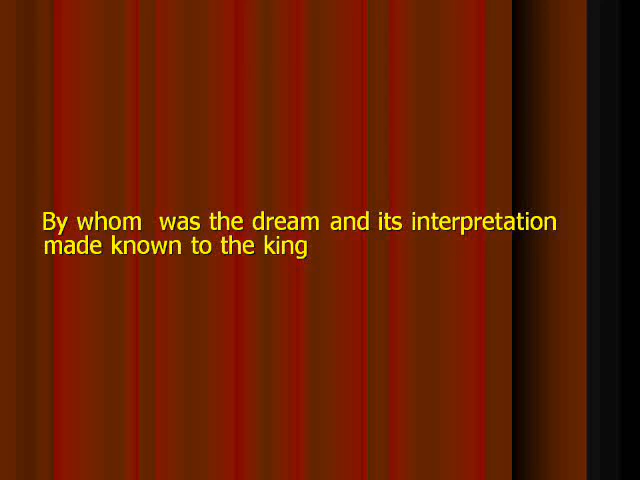 By whom  was the dream and its interpretation
made known to the king